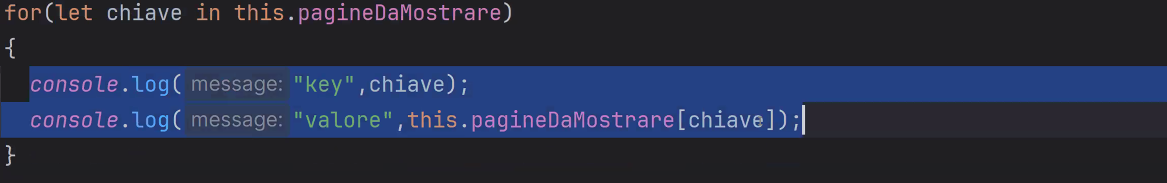 for(let chiave in this.pagineDaMostrare)
{
console.log( message: "key",chiave);
console.log( message: "valore",this.pagineDaMostrare[chiave]);
}